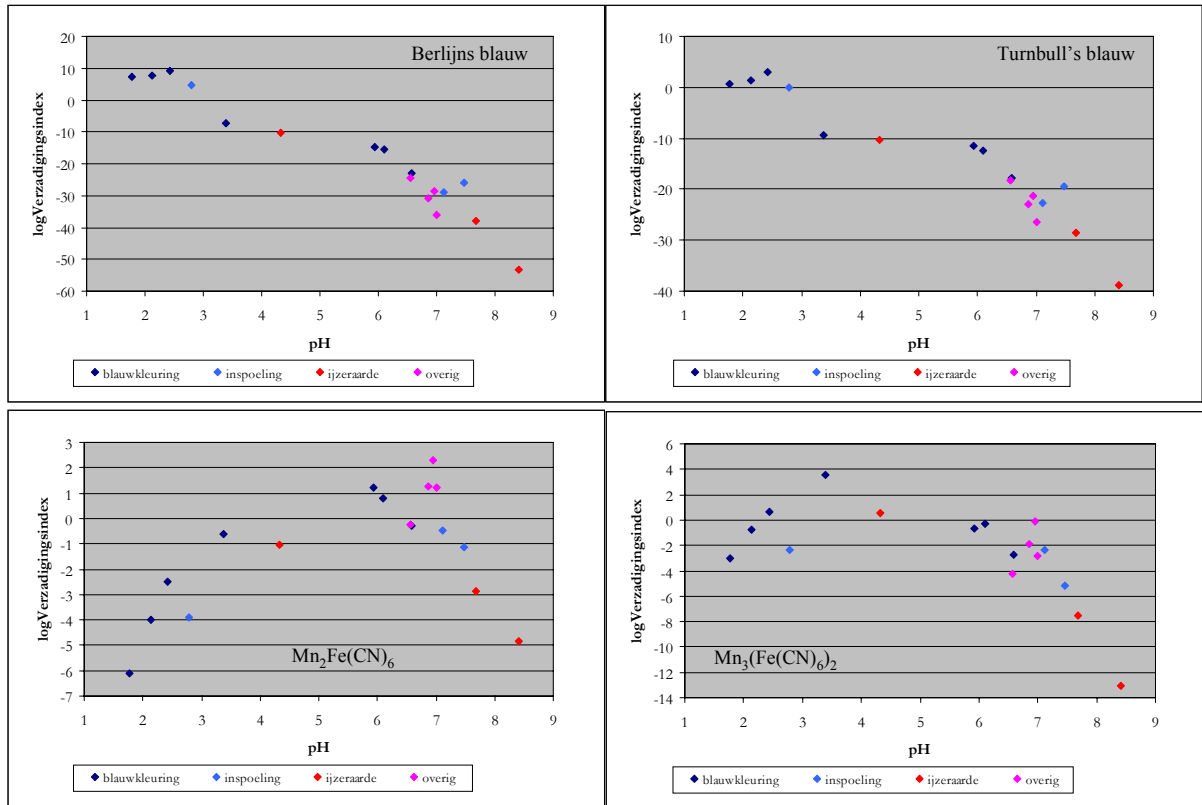 Berlijns blauw
logVerzadigingsindex
20
10
0
-10
-20
-30
-40
-50
-60
1 2 3 4 5 6 7 8 9
pH
blauwkleuring inspoeling ijzeraarde overig
Turnbull's blauw
logVerzadigingsindex
10
0
-10
-20
-30
-40
1 2 3 4 5 6 7 8 9
pH
blauwkleuring inspoeling ijzeraarde overig
logVerzadigingsindex
3
2
1
0
-1
-2
-3
-4
-5
-6
-7
Mn₂Fe(CN)₆
1 2 3 4 5 6 7 8 9
pH
blauwkleuring inspoeling ijzeraarde overig
logVerzadigingsindex
6
4
2
0
-2
-4
-6
-8
-10
-12
-14
Mn₃(Fe(CN)₆)₂
1 2 3 4 5 6 7 8 9
pH
blauwkleuring inspoeling ijzeraarde overig